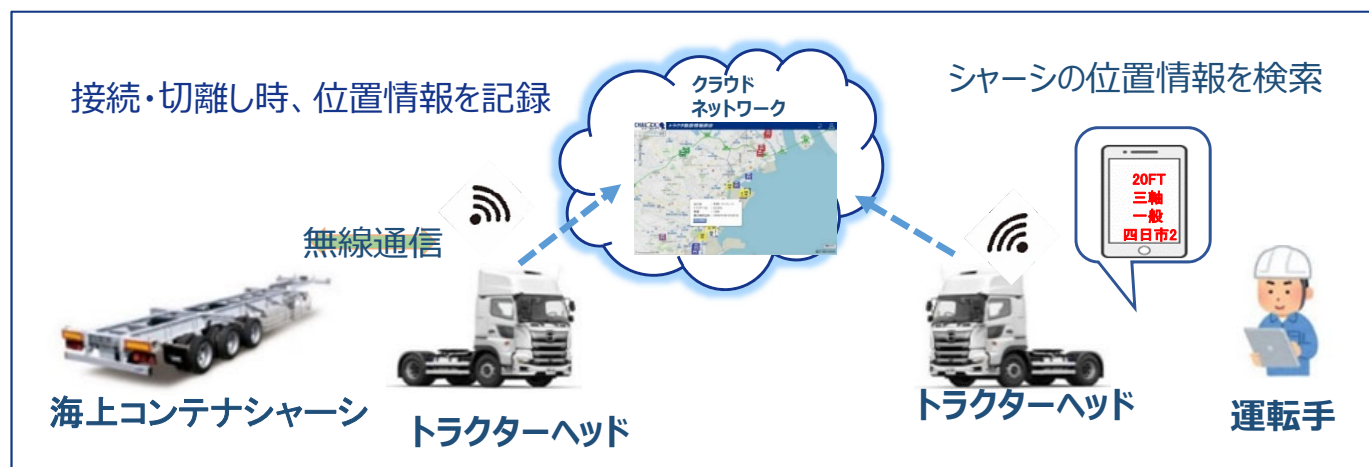 接続・切離し時、位置情報を記録
クラウド
ネットワーク
シャーシの位置情報を検索
無線通信
20FT
三軸
一般
四日市2
海上コンテナシャーシ
トラクターヘッド
トラクターヘッド
運転手